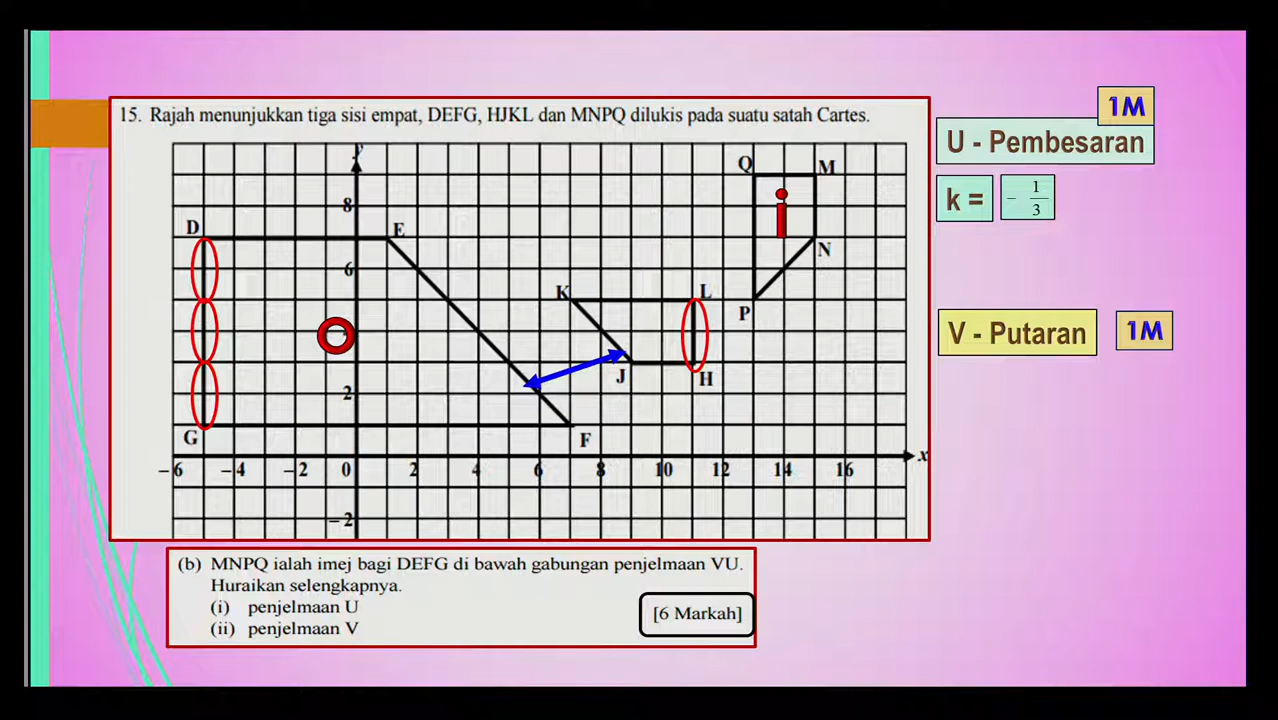 15. Rajah menunjukkan tiga sisi empat, DEFG, HJKL dan MNPQ dilukis pada suatu satah Cartes.
1M
U - Pembesaran
k = - 1/3
V - Putaran 1M
y
Q M
8
D E N
6
K L P
4
J H
2
G F
-6 -4 -2 0 2 4 6 8 10 12 14 16 x
-2
(b) MNPQ ialah imej bagi DEFG di bawah gabungan penjelmaan VU.
Huraikan selengkapnya.
(i) penjelmaan U
(ii) penjelmaan V
[6 Markah]